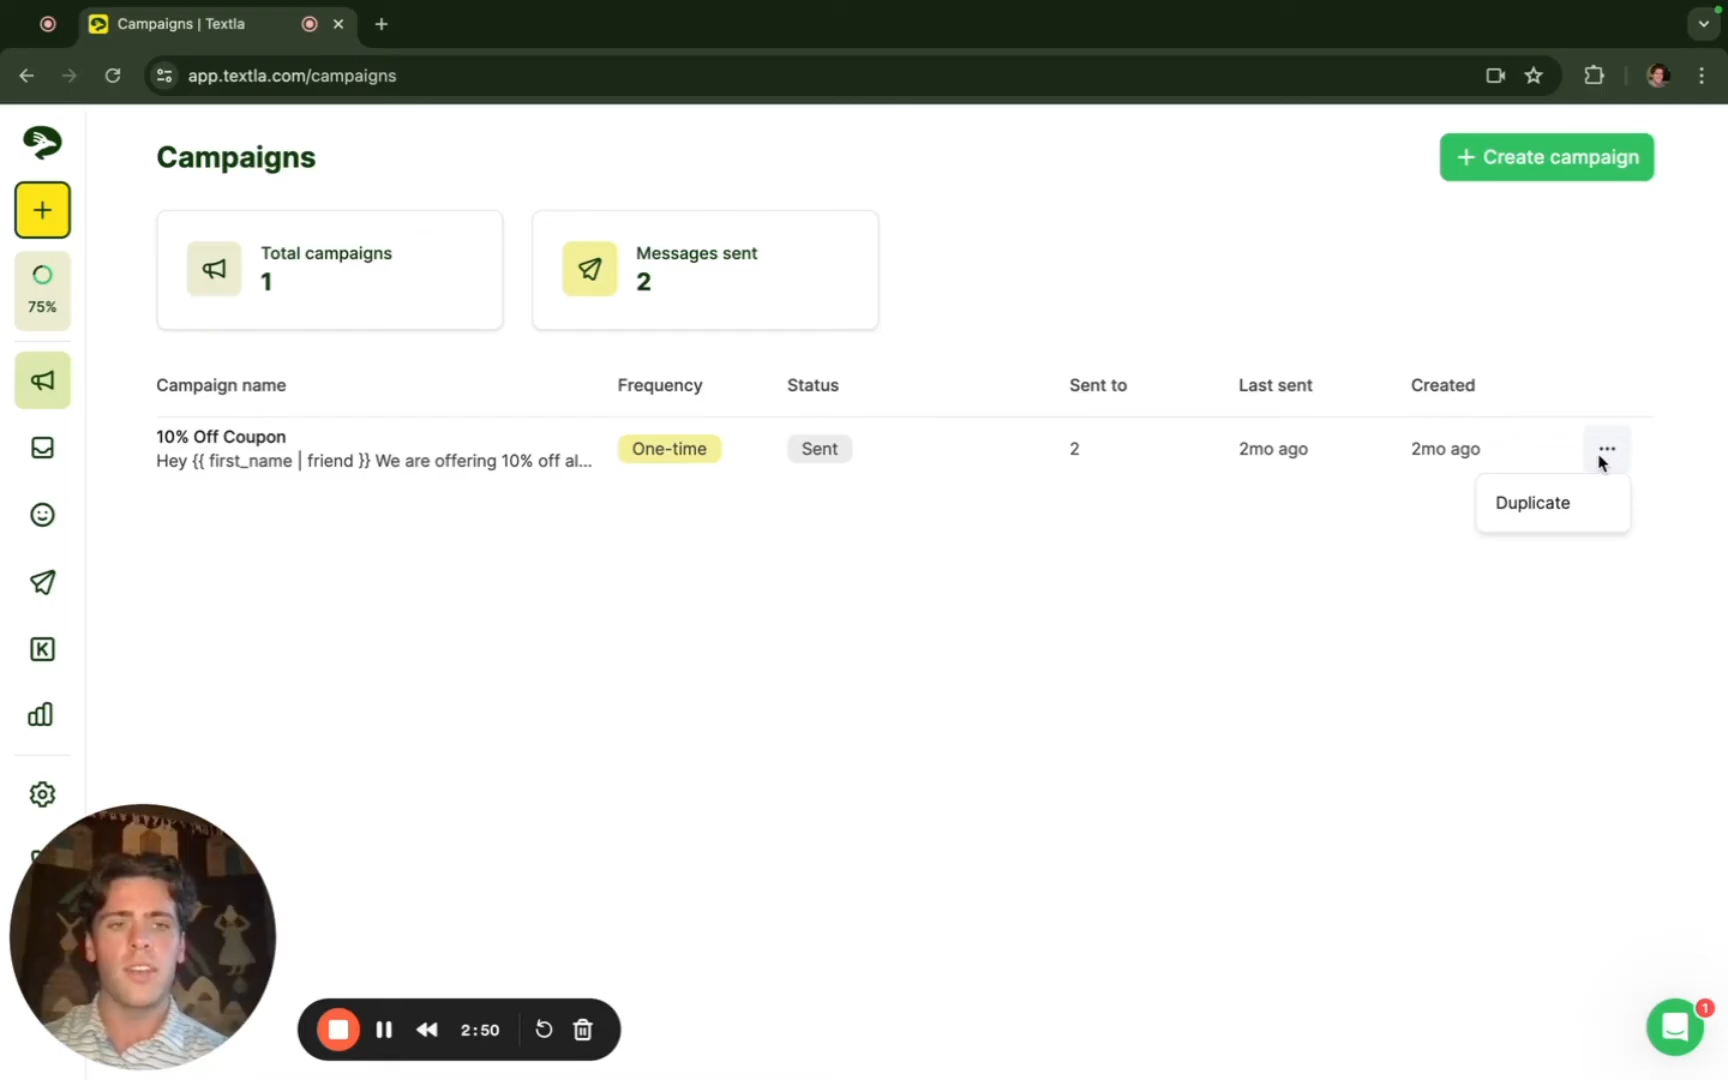 Campaigns | Textla
app.textla.com/campaigns
Campaigns
+ Create campaign
75%
Total campaigns
1
Messages sent
2
Campaign name Frequency Status Sent to Last sent Created
10% Off Coupon
Hey {{ first_name | friend }} We are offering 10% off al...
One-time Sent 2 2mo ago 2mo ago
Duplicate
K
2:50
1